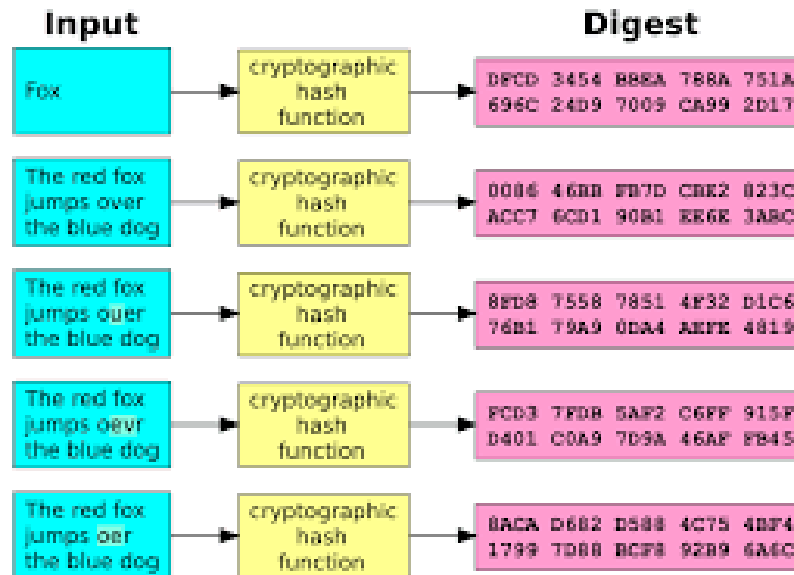 Input
Digest
Fox
cryptographic
hash
function
DFCD 3454 BBEA 788A 751A
696C 24D9 7009 CA99 2D17
The red fox
jumps over
the blue dog
cryptographic
hash
function
0086 46BB FB7D CBE2 823C
ACC7 6CD1 90B1 EE6E 3ABC
The red fox
jumps ouer
the blue dog
cryptographic
hash
function
8FD8 7558 7851 4F32 D1C6
76B1 79A9 0DA4 AEFE 4819
The red fox
jumps oevr
the blue dog
cryptographic
hash
function
FCD3 7FDB 5AF2 C6FF 915F
D401 C0A9 7D9A 46AF FB45
The red fox
jumps oer
the blue dog
cryptographic
hash
function
8ACA D682 D588 4C75 4BF4
1799 7D88 BCF8 92B9 6A6C